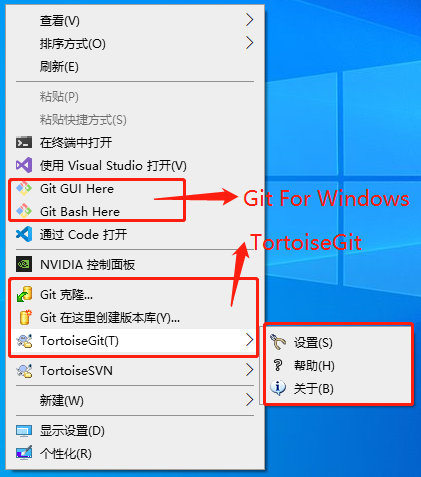 查看(V)
排序方式(O)
刷新(E)
粘贴(P)
粘贴快捷方式(S)
在终端中打开
使用 Visual Studio 打开(V)
Git GUI Here
Git For Windows
Git Bash Here
通过 Code 打开
TortoiseGit
NVIDIA 控制面板
Git 克隆...
Git 在这里创建版本库(Y)...
TortoiseGit(T)
设置(S)
帮助(H)
关于(B)
TortoiseSVN
新建(W)
显示设置(D)
个性化(R)